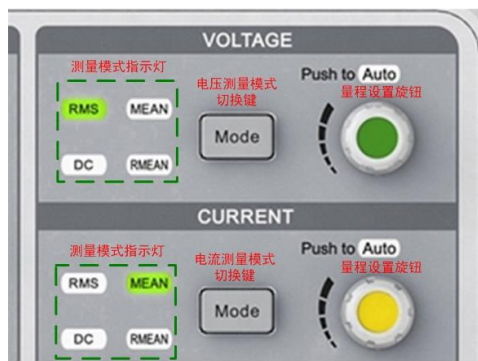 VOLTAGE
测量模式指示灯
RMS MEAN
DC RMEAN
电压测量模式
切换键
Mode
Push to Auto
量程设置旋钮
CURRENT
测量模式指示灯
RMS MEAN
DC RMEAN
电流测量模式
切换键
Mode
Push to Auto
量程设置旋钮